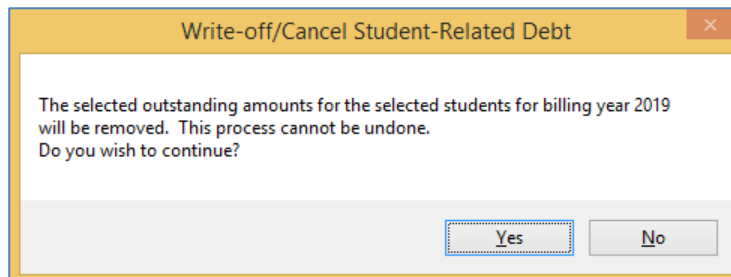 Write-off/Cancel Student-Related Debt
The selected outstanding amounts for the selected students for billing year 2019
will be removed.  This process cannot be undone.
Do you wish to continue?
Yes
No